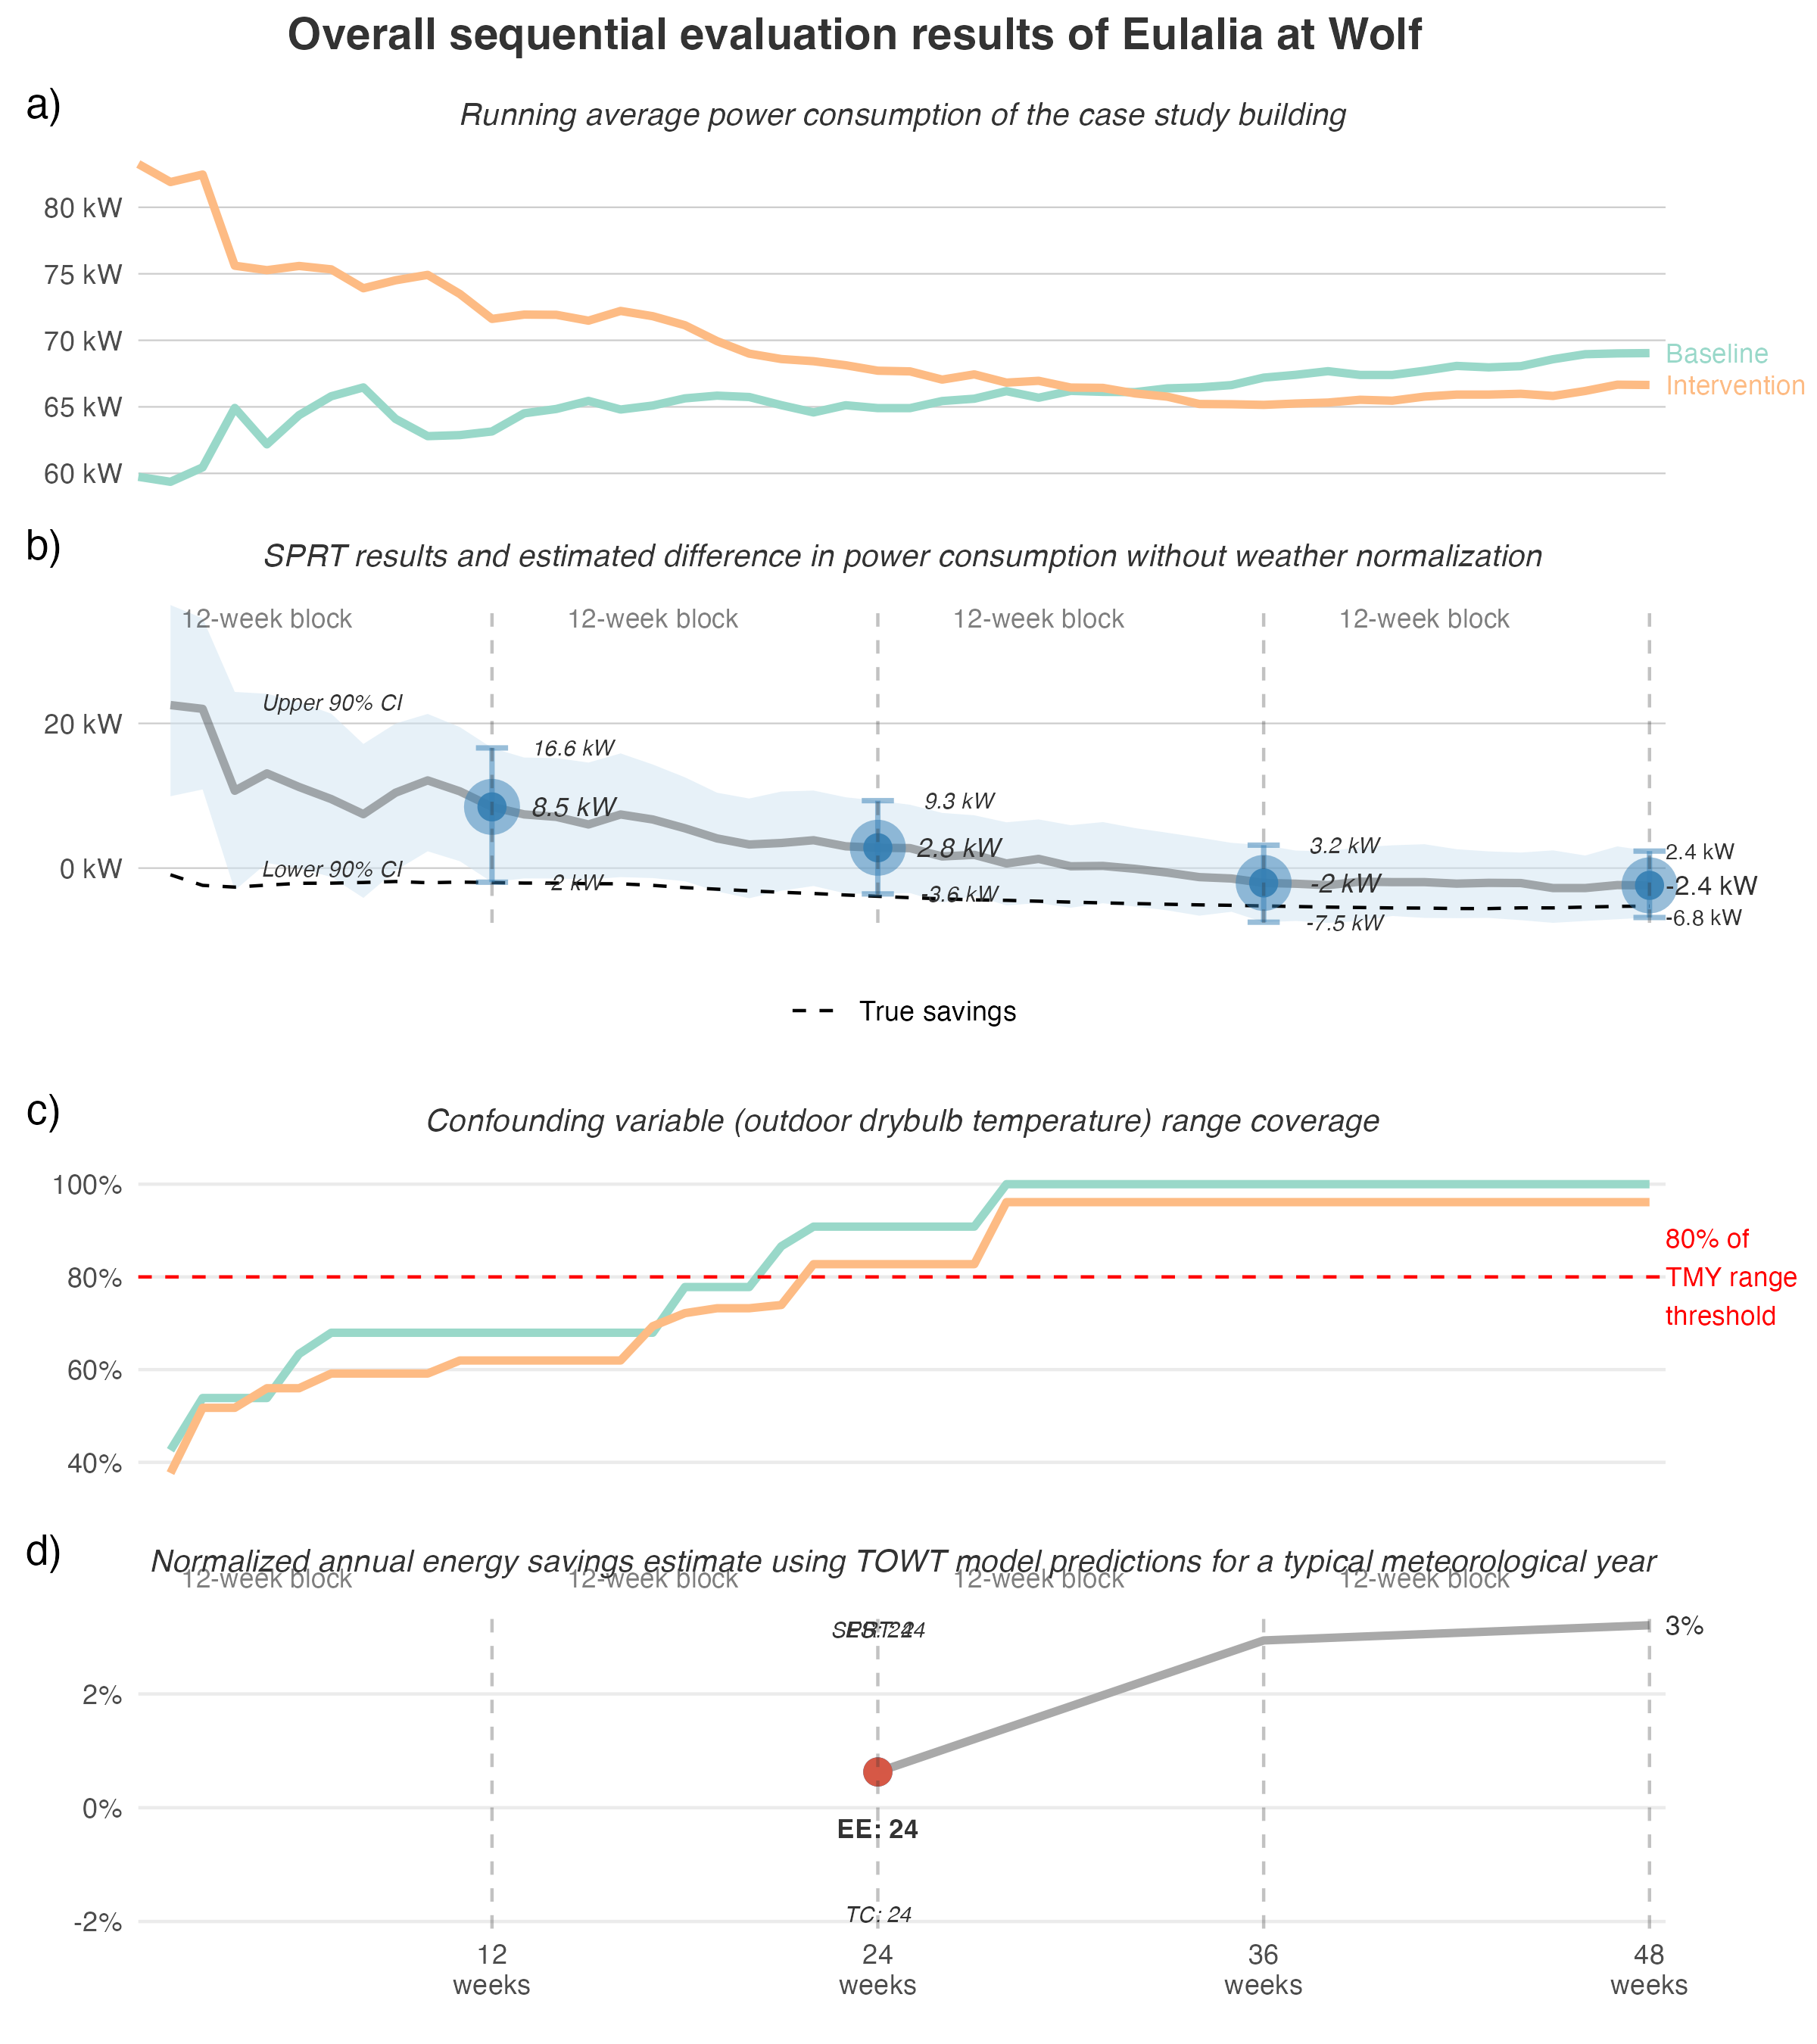 Overall sequential evaluation results of Eulalia at Wolf
a)
Running average power consumption of the case study building
80 kW
75 kW
70 kW
65 kW
60 kW
Baseline
Intervention
b)
SPRT results and estimated difference in power consumption without weather normalization
12-week block
12-week block
12-week block
12-week block
Upper 90% CI
20 kW
16.6 kW
8.5 kW
9.3 kW
2.8 kW
3.2 kW
2.4 kW
Lower 90% CI
0 kW
-2 kW
-3.6 kW
-2 kW
-2.4 kW
-7.5 kW
-6.8 kW
True savings
c)
Confounding variable (outdoor drybulb temperature) range coverage
100%
80%
60%
40%
80% of
TMY range
threshold
d)
Normalized annual energy savings estimate using TOWT model predictions for a typical meteorological year
12-week block
12-week block
12-week block
12-week block
3%
2%
0%
-2%
EE: 24
TC: 24
12
weeks
24
weeks
36
weeks
48
weeks